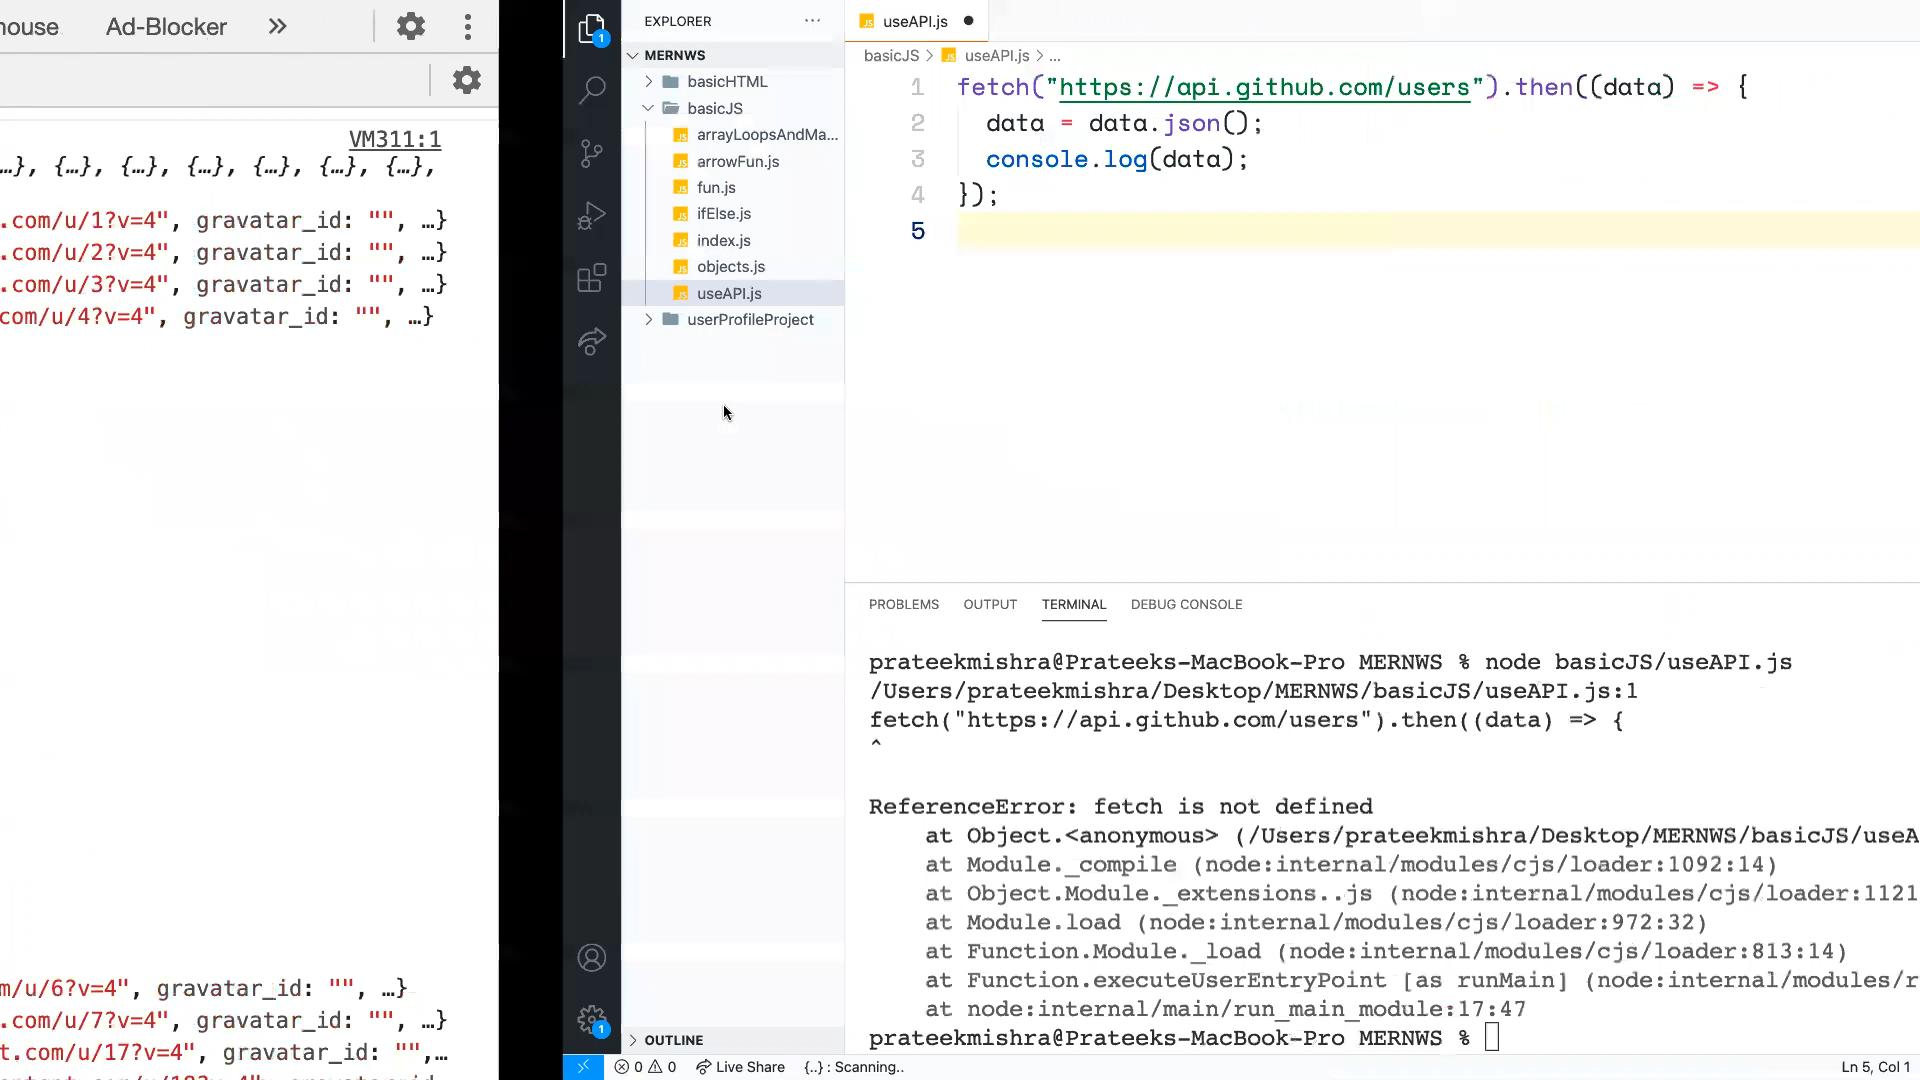 house
Ad-Blocker
VM311:1
…}, {…}, {…}, {…}, {…}, {…}, {…},
.com/u/1?v=4", gravatar_id: "", …}
.com/u/2?v=4", gravatar_id: "", …}
.com/u/3?v=4", gravatar_id: "", …}
com/u/4?v=4", gravatar_id: "", …}
m/u/6?v=4", gravatar_id: "", …}
.com/u/7?v=4", gravatar_id: "", …}
t.com/u/17?v=4", gravatar_id: "",…
1
EXPLORER
MERNWS
basicHTML
basicJS
arrayLoopsAndMa...
arrowFun.js
fun.js
ifElse.js
index.js
objects.js
useAPI.js
userProfileProject
OUTLINE
1
useAPI.js
basicJS > useAPI.js > ...
1 fetch("https://api.github.com/users").then((data) => {
2 data = data.json();
3 console.log(data);
4 });
5
PROBLEMS OUTPUT TERMINAL DEBUG CONSOLE
prateekmishra@Prateeks-MacBook-Pro MERNWS % node basicJS/useAPI.js
/Users/prateekmishra/Desktop/MERNWS/basicJS/useAPI.js:1
fetch("https://api.github.com/users").then((data) => {
^
ReferenceError: fetch is not defined
at Object.<anonymous> (/Users/prateekmishra/Desktop/MERNWS/basicJS/useA
at Module._compile (node:internal/modules/cjs/loader:1092:14)
at Object.Module._extensions..js (node:internal/modules/cjs/loader:1121
at Module.load (node:internal/modules/cjs/loader:972:32)
at Function.Module._load (node:internal/modules/cjs/loader:813:14)
at Function.executeUserEntryPoint [as runMain] (node:internal/modules/r
at node:internal/main/run_main_module:17:47
prateekmishra@Prateeks-MacBook-Pro MERNWS %
0 0 Live Share {..} : Scanning.. Ln 5, Col 1